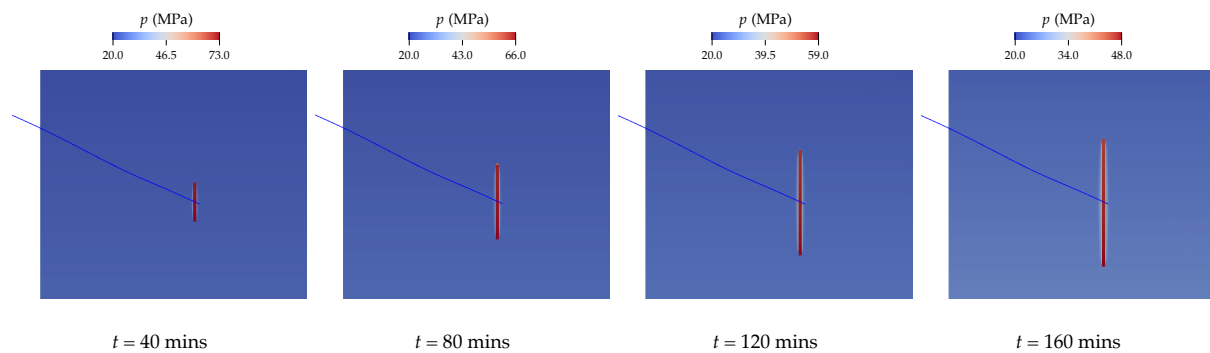 p (MPa) p (MPa) p (MPa) p (MPa)
20.0 46.5 73.0 20.0 43.0 66.0 20.0 39.5 59.0 20.0 34.0 48.0
t = 40 mins t = 80 mins t = 120 mins t = 160 mins